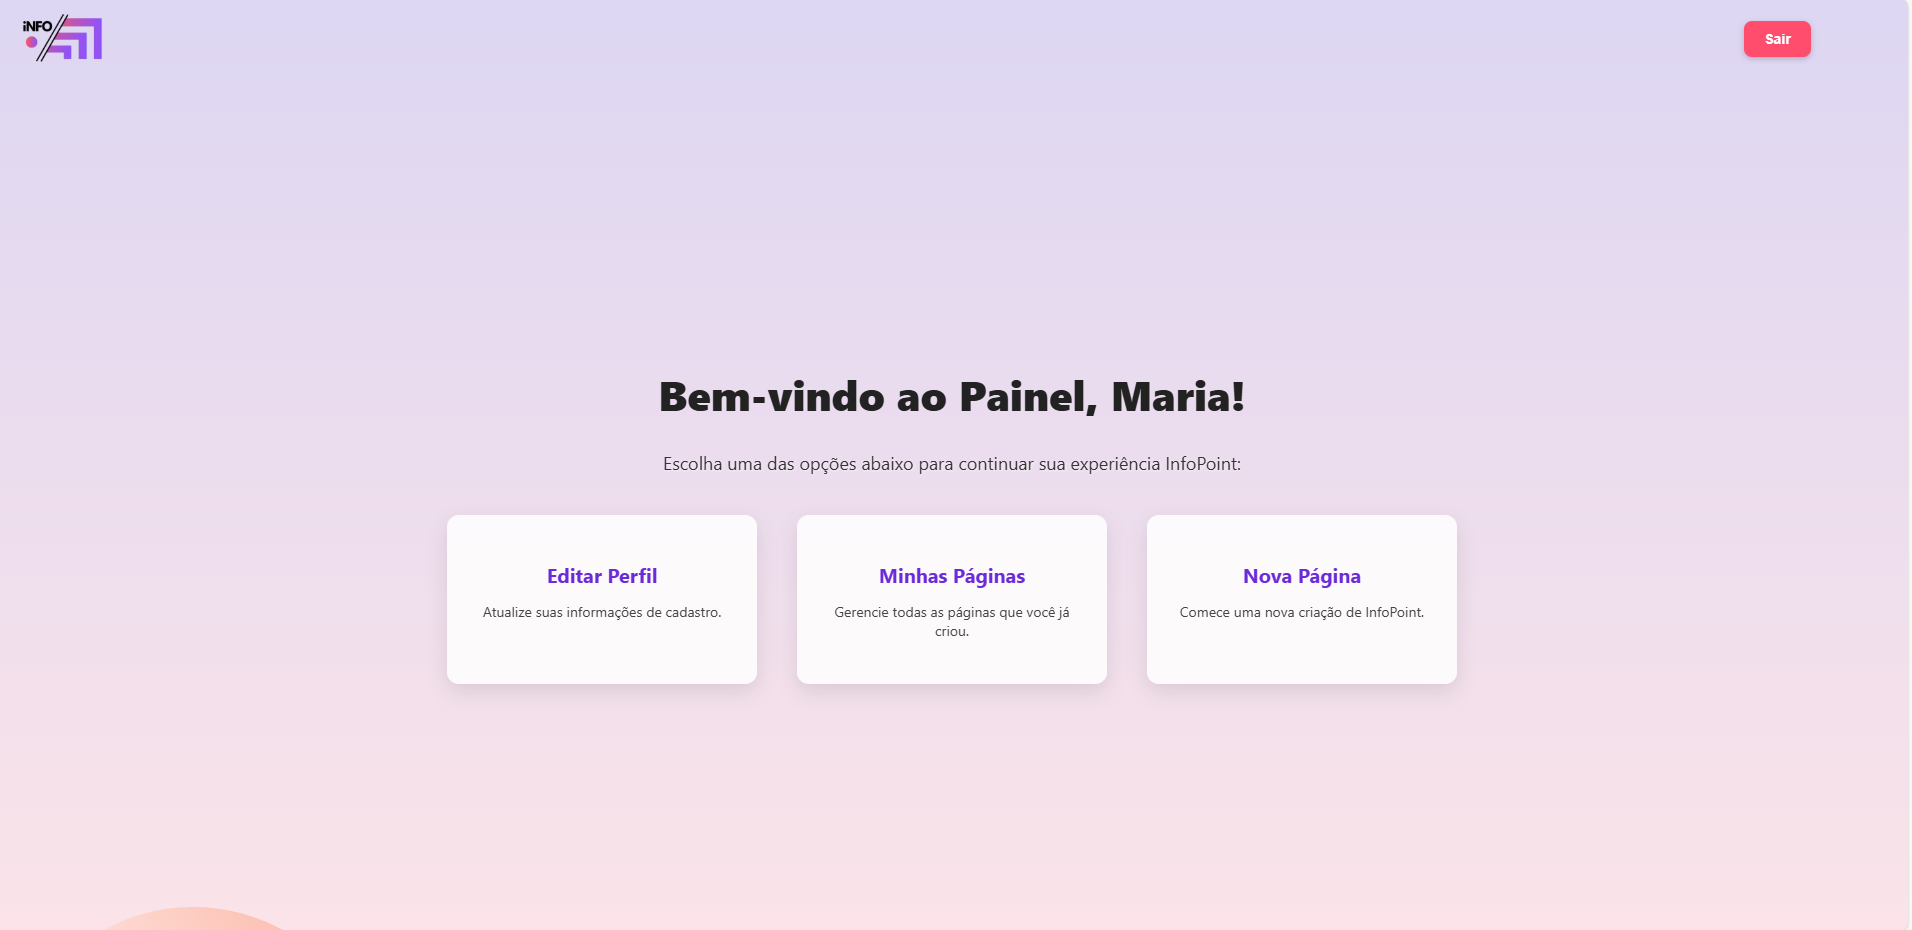 iNFO
Sair
Bem-vindo ao Painel, Maria!
Escolha uma das opções abaixo para continuar sua experiência InfoPoint:
Editar Perfil
Atualize suas informações de cadastro.
Minhas Páginas
Gerencie todas as páginas que você já
criou.
Nova Página
Comece uma nova criação de InfoPoint.